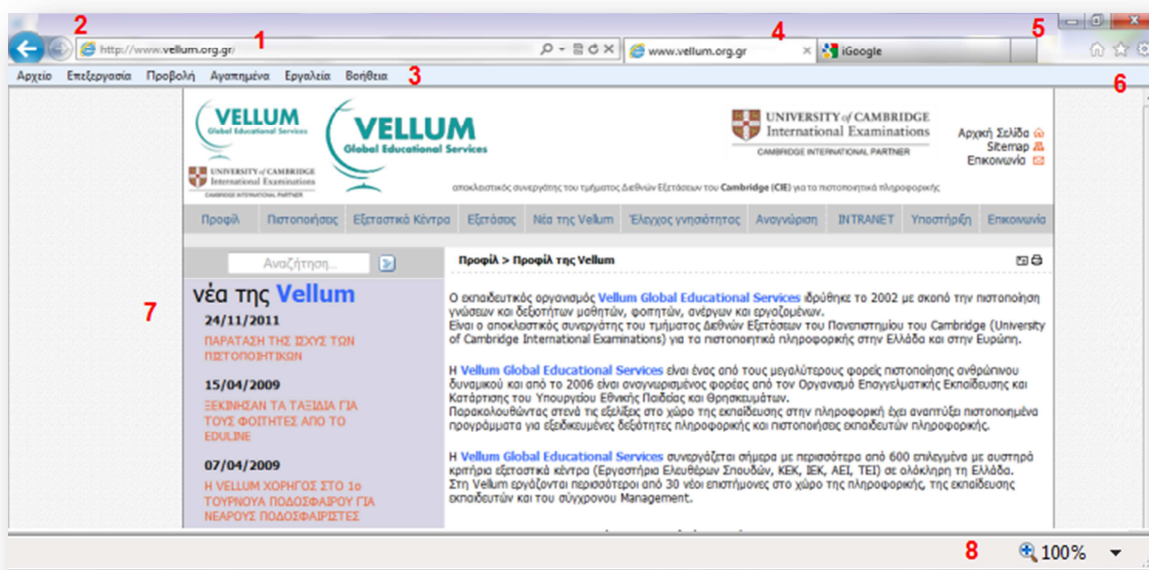 2
4
5
http://www.vellum.org.gr/
1
www.vellum.org.gr
iGoogle
Αρχείο Επεξεργασία Προβολή Αγαπημένα Εργαλεία Βοήθεια
3
6
VELLUM
Global Educational Services
UNIVERSITY of CAMBRIDGE
International Examinations
CAMBRIDGE INTERNATIONAL PARTNER
VELLUM
Global Educational Services
UNIVERSITY of CAMBRIDGE
International Examinations
CAMBRIDGE INTERNATIONAL PARTNER
Αρχική Σελίδα
Sitemap
Επικοινωνία
αποκλειστικός συνεργάτης του τμήματος Διεθνών Εξετάσεων του Cambridge (CIE) για τα πιστοποιητικά πληροφορικής
Προφίλ Πιστοποιήσεις Εξεταστικά Κέντρα Εξετάσεις Νέα της Vellum Έλεγχος γνησιότητας Αναγνώριση INTRANET Υποστήριξη Επικοινωνία
Αναζήτηση...
Προφίλ > Προφίλ της Vellum
7
νέα της Vellum
24/11/2011
ΠΑΡΑΤΑΣΗ ΤΗΣ ΙΣΧΥΣ ΤΩΝ
ΠΙΣΤΟΠΟΙΗΤΙΚΩΝ
15/04/2009
ΞΕΚΙΝΗΣΑΝ ΤΑ ΤΑΞΙΔΙΑ ΓΙΑ
ΤΟΥΣ ΦΟΙΤΗΤΕΣ ΑΠΟ ΤΟ
EDULINE
07/04/2009
Η VELLUM ΧΟΡΗΓΟΣ ΣΤΟ 1ο
ΤΟΥΡΝΟΥΑ ΠΟΔΟΣΦΑΙΡΟΥ ΓΙΑ
ΝΕΑΡΟΥΣ ΠΟΔΟΣΦΑΙΡΙΣΤΕΣ
Ο εκπαιδευτικός οργανισμός Vellum Global Educational Services ιδρύθηκε το 2002 με σκοπό την πιστοποίηση
γνώσεων και δεξιοτήτων μαθητών, φοιτητών, ανέργων και εργαζομένων.
Είναι ο αποκλειστικός συνεργάτης του τμήματος Διεθνών Εξετάσεων του Πανεπιστημίου του Cambridge (University
of Cambridge International Examinations) για τα πιστοποιητικά πληροφορικής στην Ελλάδα και στην Ευρώπη.
Η Vellum Global Educational Services είναι ένας από τους μεγαλύτερους φορείς πιστοποίησης ανθρώπινου
δυναμικού και από το 2006 είναι αναγνωρισμένος φορέας από τον Οργανισμό Επαγγελματικής Εκπαίδευσης και
Κατάρτισης του Υπουργείου Εθνικής Παιδείας και Θρησκευμάτων.
Παρακολουθώντας στενά τις εξελίξεις στο χώρο της εκπαίδευσης στην πληροφορική έχει αναπτύξει πιστοποιημένα
προγράμματα για εξειδικευμένες δεξιότητες πληροφορικής και πιστοποιήσεις εκπαιδευτών πληροφορικής.
Η Vellum Global Educational Services συνεργάζεται σήμερα με περισσότερα από 600 επιλεγμένα με αυστηρά
κριτήρια εξεταστικά κέντρα (Εργαστήρια Ελευθέρων Σπουδών, ΚΕΚ, ΙΕΚ, ΑΕΙ, ΤΕΙ) σε ολόκληρη τη Ελλάδα.
Στη Vellum εργάζονται περισσότεροι από 30 νέοι επιστήμονες στο χώρο της πληροφορικής, της εκπαίδευσης
εκπαιδευτών και του σύγχρονου Management.
8
100%